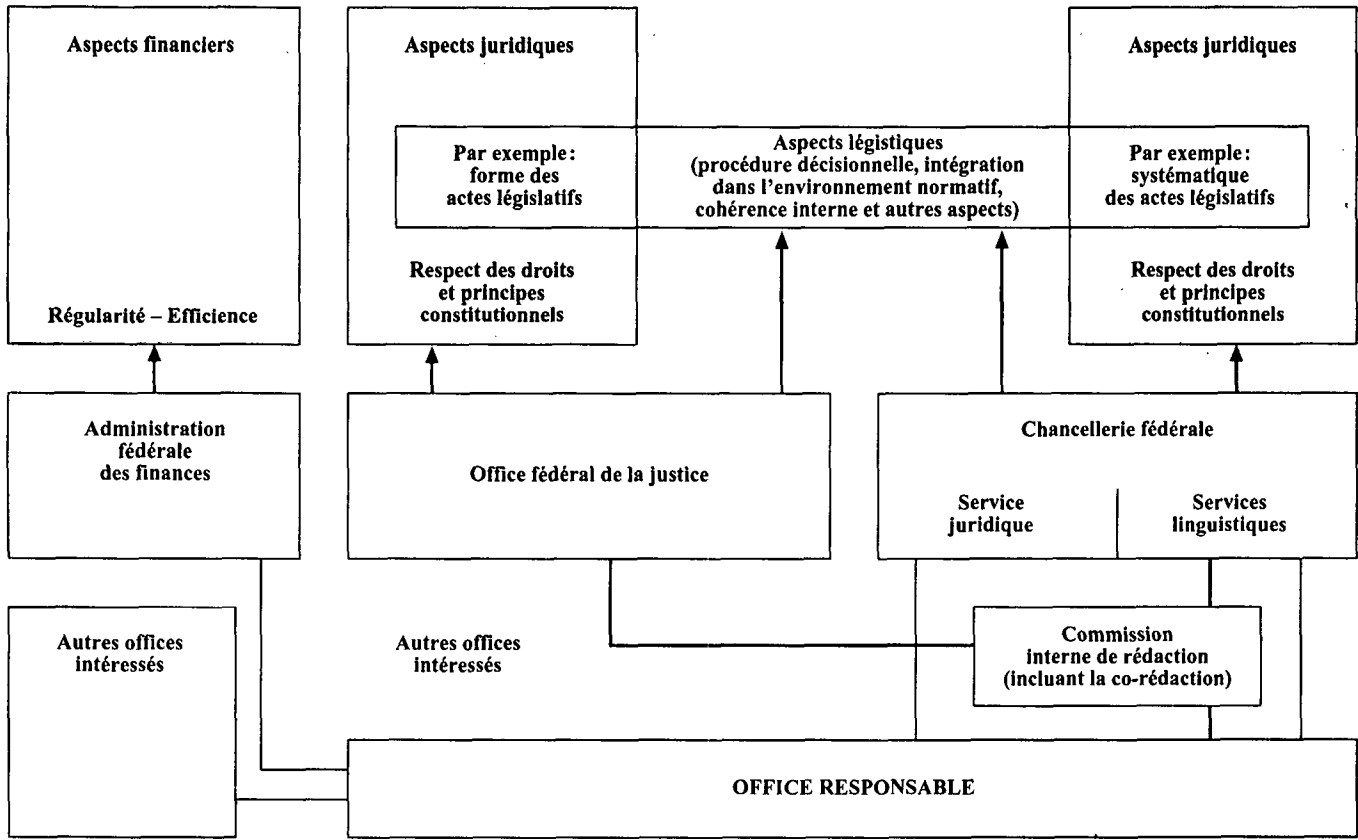 Aspects financiers
Régularité – Efficience
Aspects juridiques
Par exemple:
forme des
actes législatifs
Respect des droits
et principes
constitutionnels
Aspects légistiques
(procédure décisionnelle, intégration
dans l'environnement normatif,
cohérence interne et autres aspects)
Aspects juridiques
Par exemple:
systématique
des actes législatifs
Respect des droits
et principes
constitutionnels
Administration
fédérale
des finances
Office fédéral de la justice
Chancellerie fédérale
Service
juridique
Services
linguistiques
Autres offices
intéressés
Autres offices
intéressés
Commission
interne de rédaction
(incluant la co-rédaction)
OFFICE RESPONSABLE